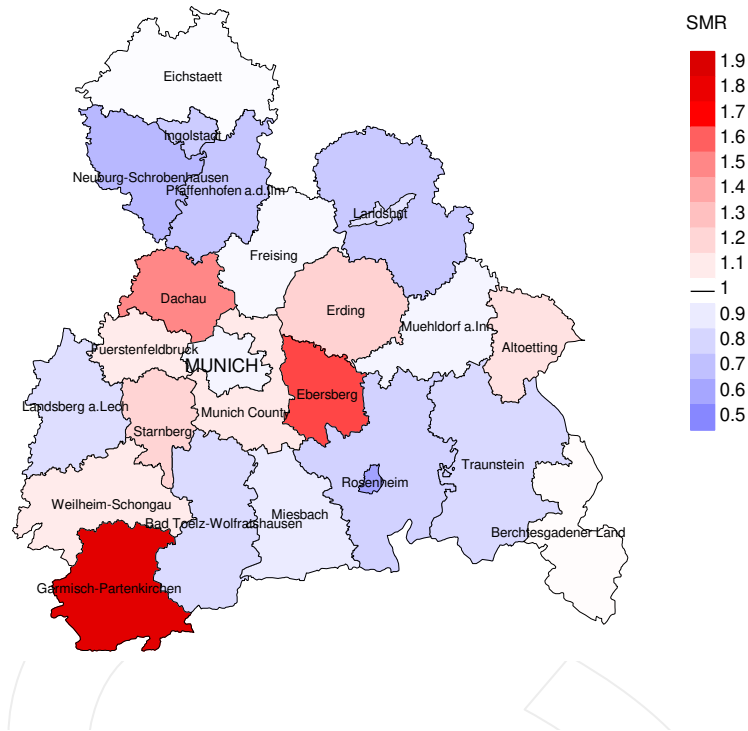 SMR
1.9
1.8
1.7
1.6
1.5
1.4
1.3
1.2
1.1
1
0.9
0.8
0.7
0.6
0.5
Eichstaett
Ingolstadt
Neuburg-Schrobenhausen
Pfaffenhofen a.d.Ilm
Landshut
Freising
Dachau
Erding
Muehldorf a.Inn
Altoetting
Fuerstenfeldbruck
MUNICH
Ebersberg
Landsberg a.Lech
Munich County
Starnberg
Traunstein
Rosenheim
Weilheim-Schongau
Miesbach
Bad Toelz-Wolfratshausen
Berchtesgadener Land
Garmisch-Partenkirchen